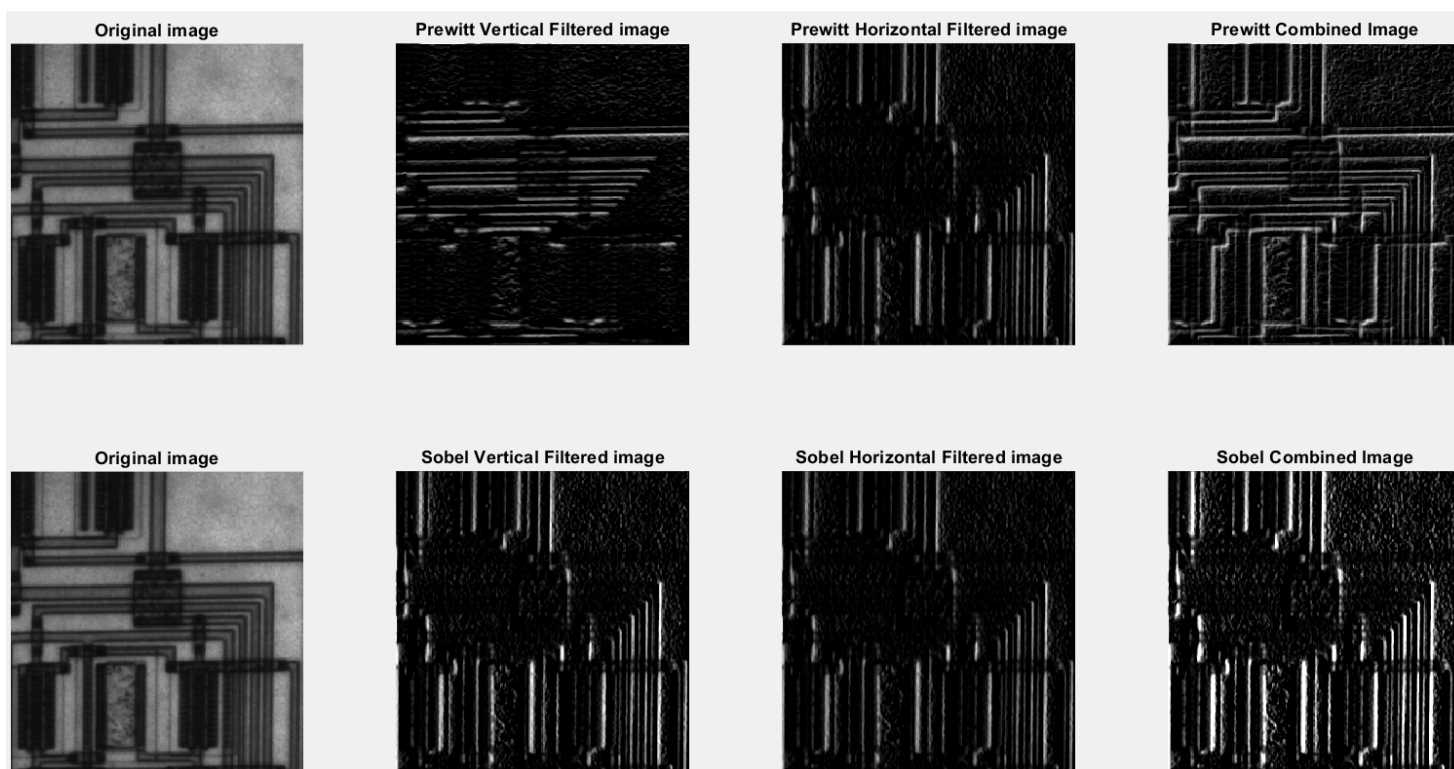 Original image
Prewitt Vertical Filtered image
Prewitt Horizontal Filtered image
Prewitt Combined Image
Original image
Sobel Vertical Filtered image
Sobel Horizontal Filtered image
Sobel Combined Image